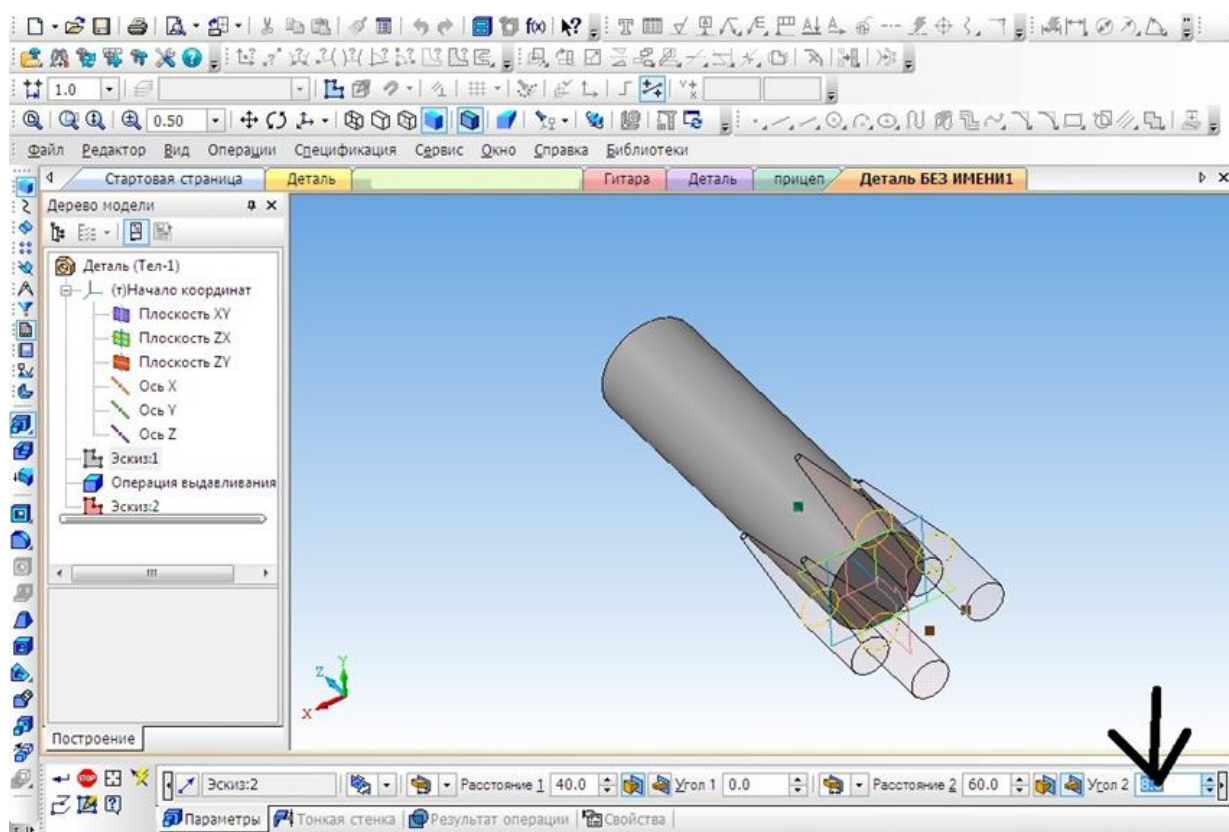 1.0
0.50
Файл Редактор Вид Операции Спецификация Сервис Окно Справка Библиотеки
Стартовая страница Деталь Гитара Деталь прицеп Деталь БЕЗ ИМЕНИ1
Дерево модели
Деталь (Тел-1)
(т)Начало координат
Плоскость XY
Плоскость ZX
Плоскость ZY
Ось X
Ось Y
Ось Z
Эскиз:1
Операция выдавливания
Эскиз:2
Z Y
X
Построение
Эскиз:2 Расстояние 1 40.0 Угол 1 0.0 Расстояние 2 60.0 Угол 2
STOP
Параметры Тонкая стенка Результат операции Свойства